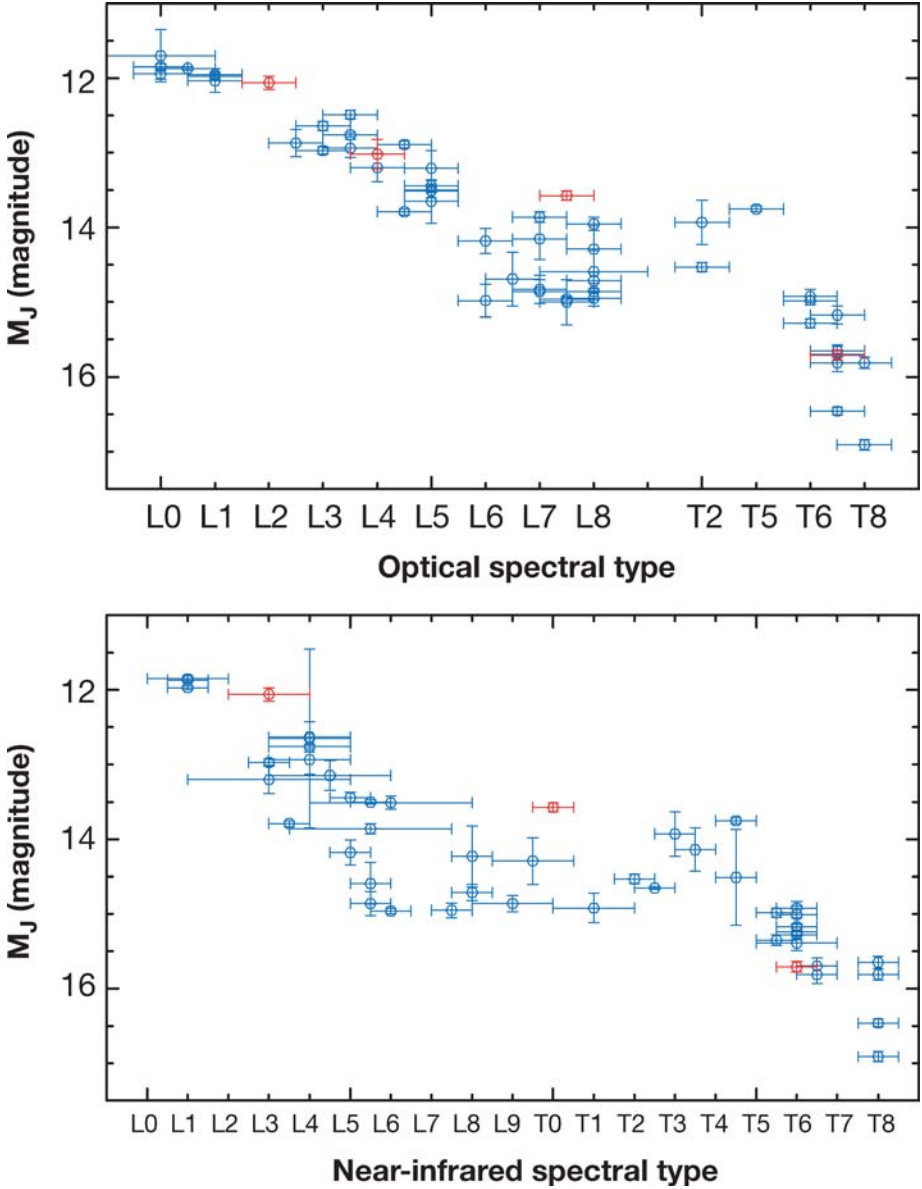 12
14
16
M_J (magnitude)
L0 L1 L2 L3 L4 L5 L6 L7 L8 T2 T5 T6 T8
Optical spectral type
12
14
16
M_J (magnitude)
L0 L1 L2 L3 L4 L5 L6 L7 L8 L9 T0 T1 T2 T3 T4 T5 T6 T7 T8
Near-infrared spectral type